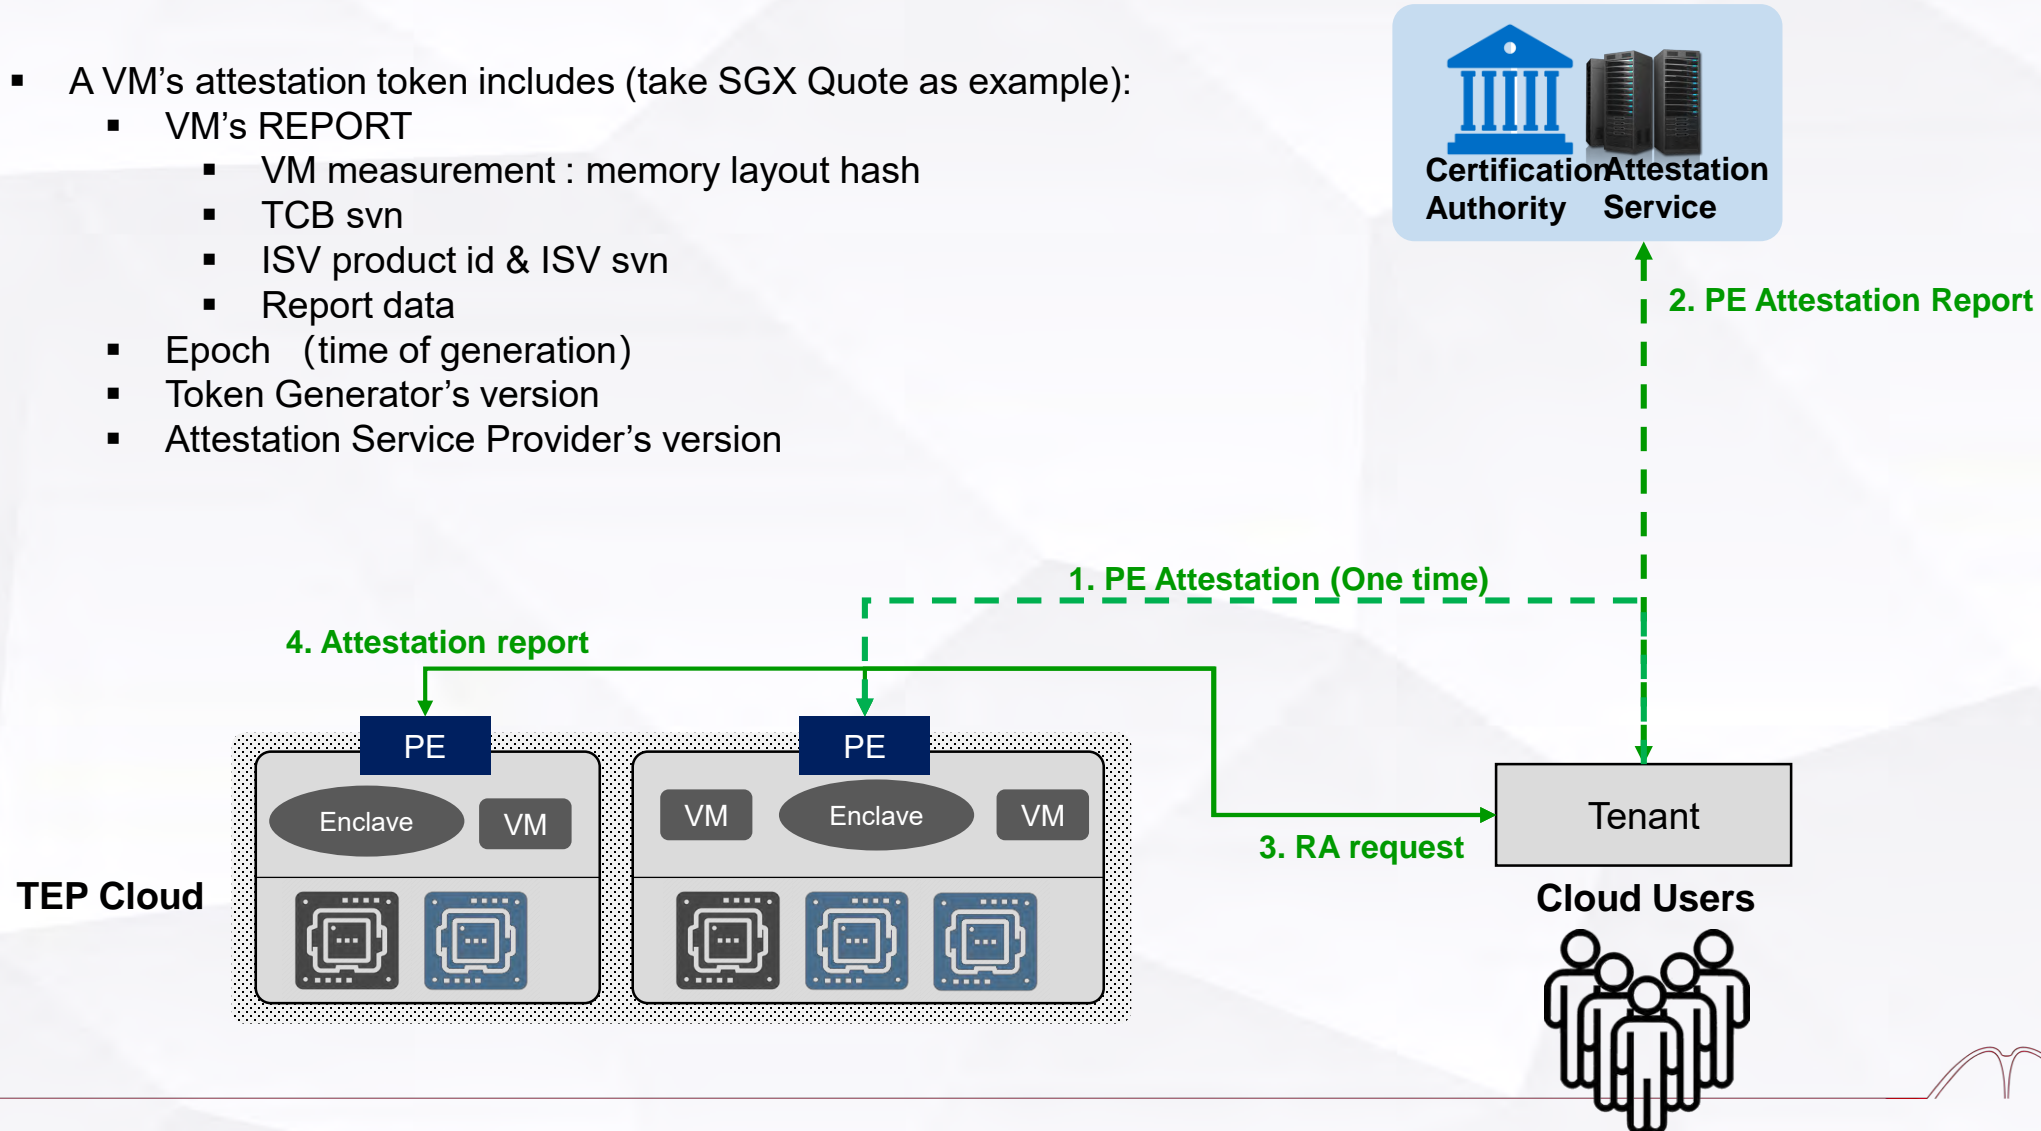 A VM’s attestation token includes (take SGX Quote as example):
VM’s REPORT
VM measurement : memory layout hash
TCB svn
ISV product id & ISV svn
Report data
Epoch （time of generation）
Token Generator’s version
Attestation Service Provider’s version
Certification
Authority
Attestation
Service
2. PE Attestation Report
1. PE Attestation (One time)
4. Attestation report
PE
PE
Enclave
VM
VM
Enclave
VM
Tenant
3. RA request
TEP Cloud
Cloud Users